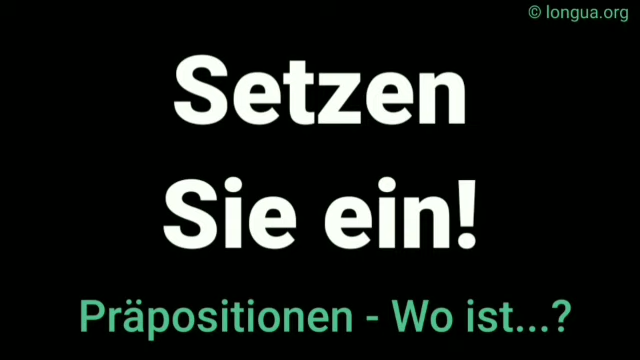 © longua.org
Setzen
Sie ein!
Präpositionen - Wo ist...?